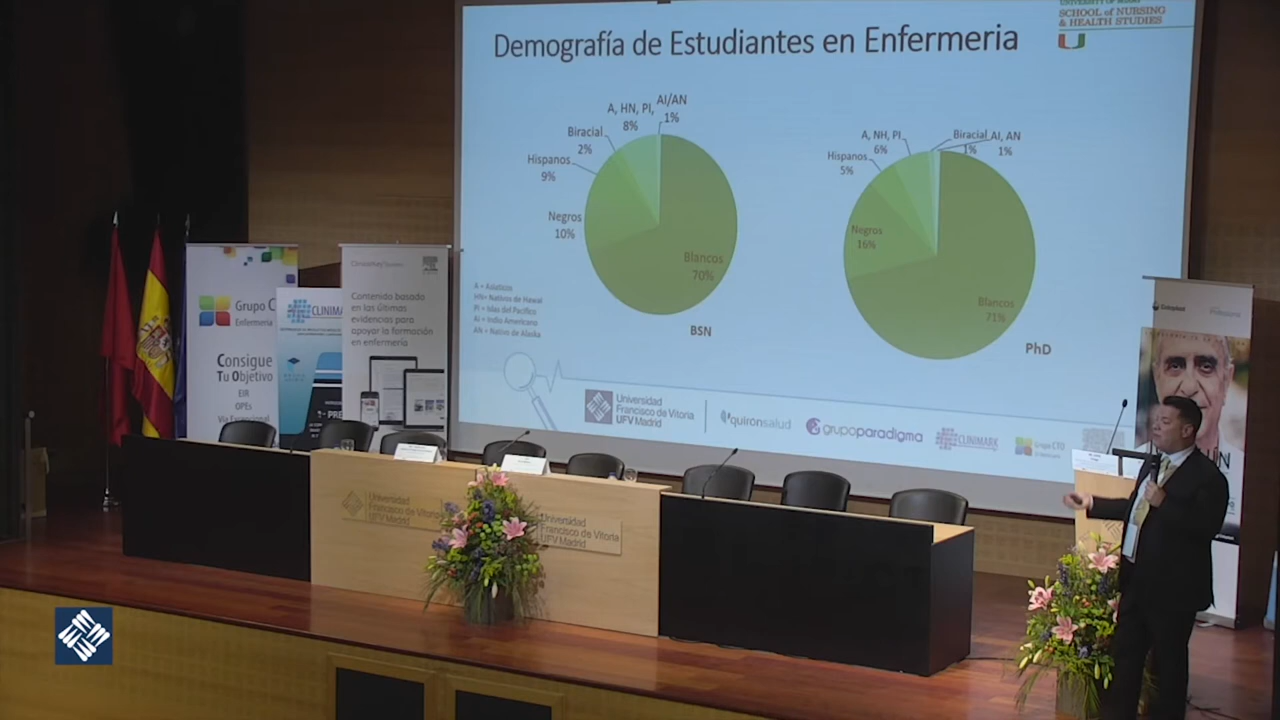 UNIVERSITY OF MIAMI
SCHOOL of NURSING
& HEALTH STUDIES
Demografía de Estudiantes en Enfermeria
AI/AN
1%
A, HN, PI,
8%
Biracial
2%
Hispanos
9%
Negros
10%
Blancos
70%
BSN
A, NH, PI
6%
Biracial
1%
AI, AN
1%
Hispanos
5%
Negros
16%
Blancos
71%
PhD
A = Asiaticos
HN= Nativos de Hawai
PI = Islas del Pacifico
AI = Indio Americano
AN = Nativo de Alaska
Universidad
Francisco de Vitoria
UFV Madrid
quironsalud
grupoparadigma
CLINIMARK
Grupo CTO
Grupo C
Enfermería
Consigue
Tu Objetivo
EIR
OPEs
Vía Excepcional
CLINIMA
Contenido basado
en las últimas
evidencias para
apoyar la formación
en enfermería
Universidad
Francisco de Vitoria
UFV Madrid
Universidad
Francisco de Vitoria
UFV Madrid